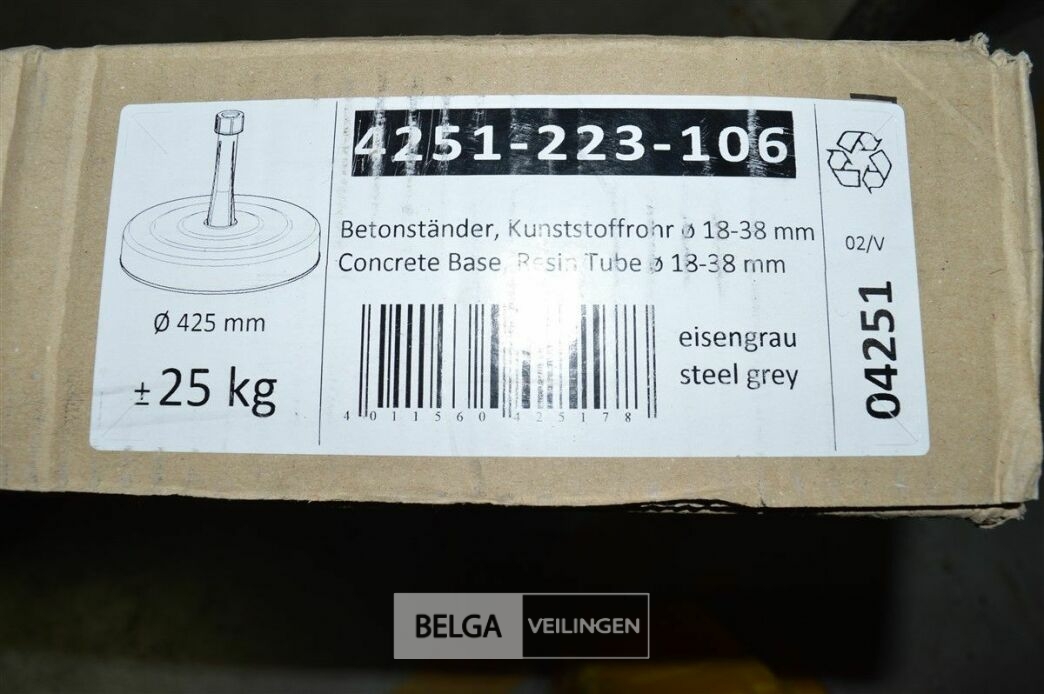 4251-223-106
Betonständer, Kunststoffrohr ø 18-38 mm
Concrete Base, Resin Tube ø 18-38 mm
Ø 425 mm
± 25 kg
eisengrau
steel grey
4 011560 425178
02/V
04251
BELGA VEILINGEN